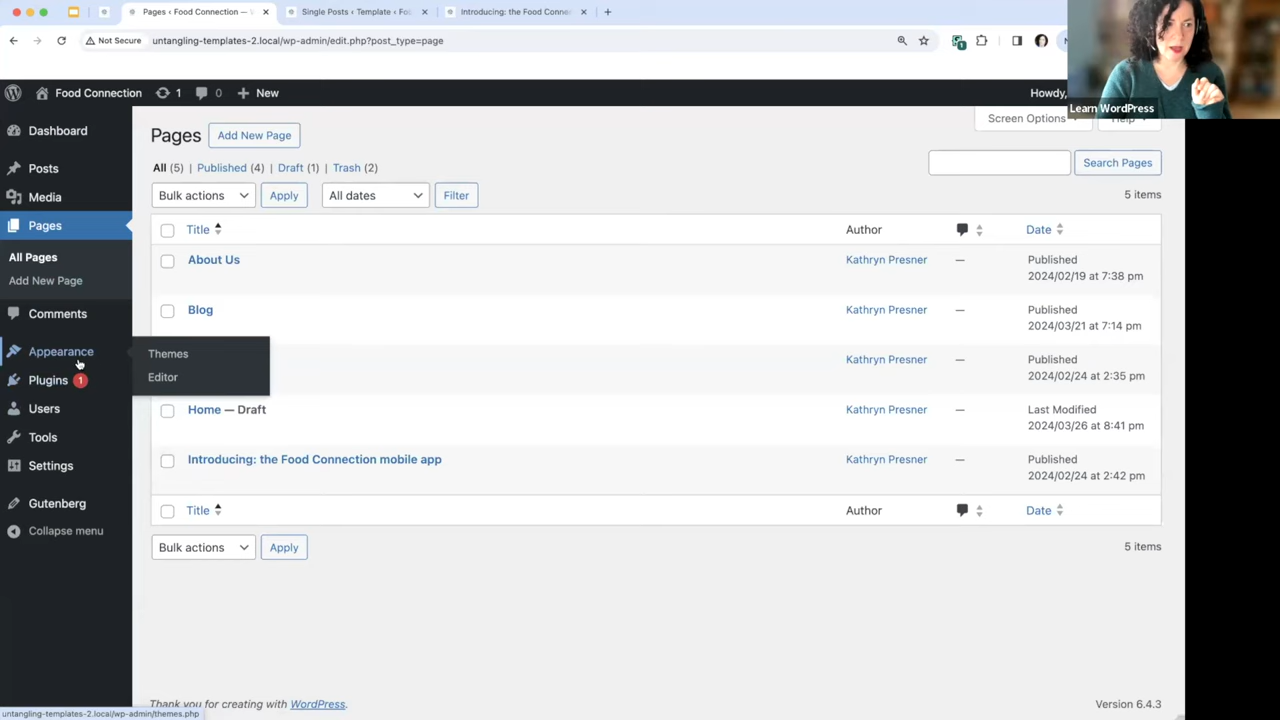 Pages ‹ Food Connection —
Single Posts ‹ Template ‹ Fo
Introducing: the Food Connec
Not Secure
untangling-templates-2.local/wp-admin/edit.php?post_type=page
Learn WordPress
Food Connection
1
0
New
Howdy,
Dashboard
Posts
Media
Pages
All Pages
Add New Page
Comments
Appearance
Plugins 1
Users
Tools
Settings
Gutenberg
Collapse menu
Themes
Editor
Pages
Add New Page
Screen Options
Help
All (5) | Published (4) | Draft (1) | Trash (2)
Search Pages
Bulk actions
Apply
All dates
Filter
5 items
Title
Author
Date
About Us
Kathryn Presner
—
Published
2024/02/19 at 7:38 pm
Blog
Kathryn Presner
—
Published
2024/03/21 at 7:14 pm
Kathryn Presner
—
Published
2024/02/24 at 2:35 pm
Home — Draft
Kathryn Presner
—
Last Modified
2024/03/26 at 8:41 pm
Introducing: the Food Connection mobile app
Kathryn Presner
—
Published
2024/02/24 at 2:42 pm
Title
Author
Date
Bulk actions
Apply
5 items
Thank you for creating with WordPress.
Version 6.4.3
untangling-templates-2.local/wp-admin/themes.php